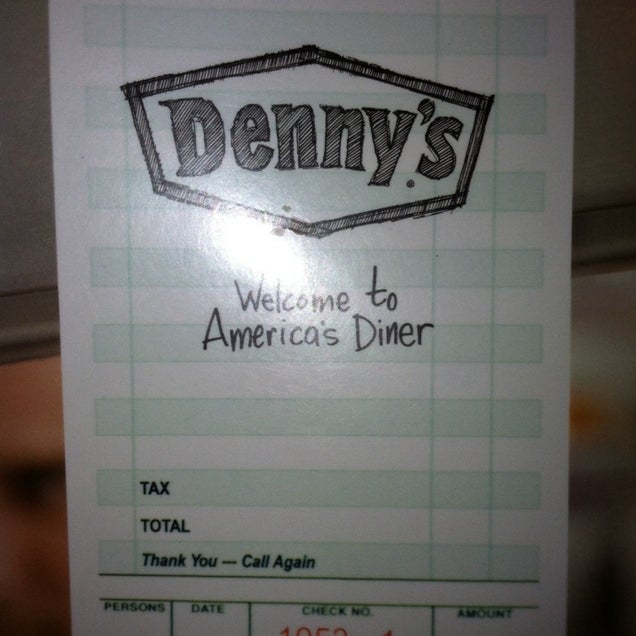 Denny's
Welcome to
America's Diner
TAX
TOTAL
Thank You — Call Again
PERSONS DATE CHECK NO. AMOUNT